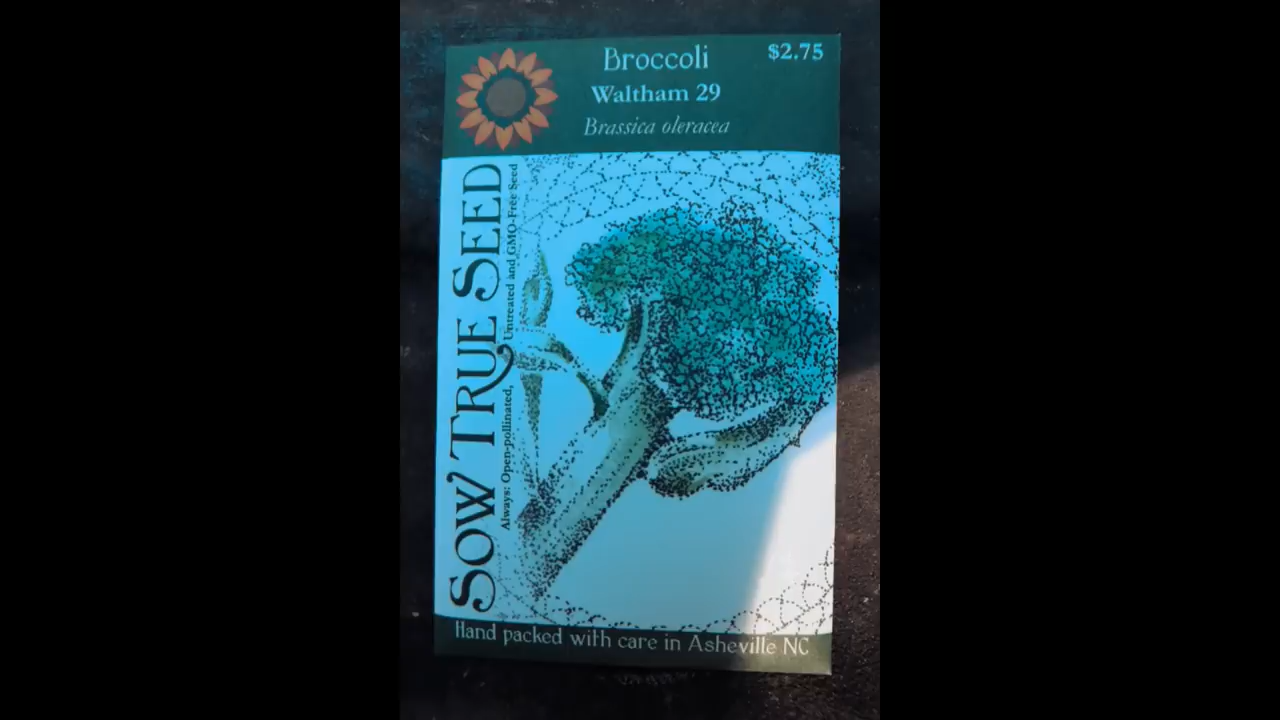 Broccoli
$2.75
Waltham 29
Brassica oleracea
SOW TRUE SEED
Always: Open-pollinated, Untreated and GMO-Free Seed
Hand packed with care in Asheville NC